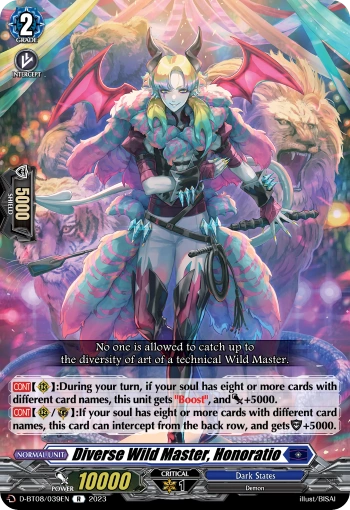 2
GRADE
INTERCEPT
5000
SHIELD
No one is allowed to catch up to
the diversity of art of a technical Wild Master.
CONT [ RC ]:During your turn, if your soul has eight or more cards with
different card names, this unit gets "Boost", and +5000.
CONT [ RC / GC ]:If your soul has eight or more cards with different card
names, this card can intercept from the back row, and gets +5000.
NORMAL UNIT Diverse Wild Master, Honoratio
POWER 10000 CRITICAL 1 Dark States
Demon
D-BT08/039EN R 2023 illust/BISAI